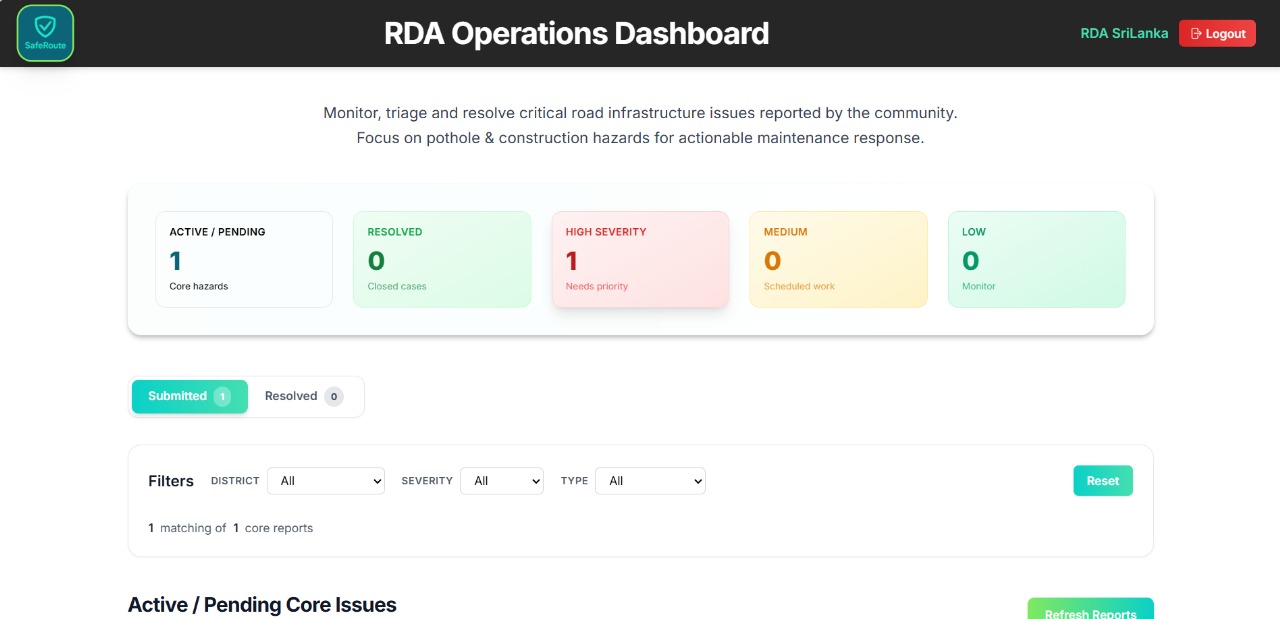 SafeRoute
RDA Operations Dashboard
RDA SriLanka
Logout
Monitor, triage and resolve critical road infrastructure issues reported by the community.
Focus on pothole & construction hazards for actionable maintenance response.
ACTIVE / PENDING
1
Core hazards
RESOLVED
0
Closed cases
HIGH SEVERITY
1
Needs priority
MEDIUM
0
Scheduled work
LOW
0
Monitor
Submitted 1
Resolved 0
Filters DISTRICT All SEVERITY All TYPE All Reset
1 matching of 1 core reports
Active / Pending Core Issues
Refresh Reports